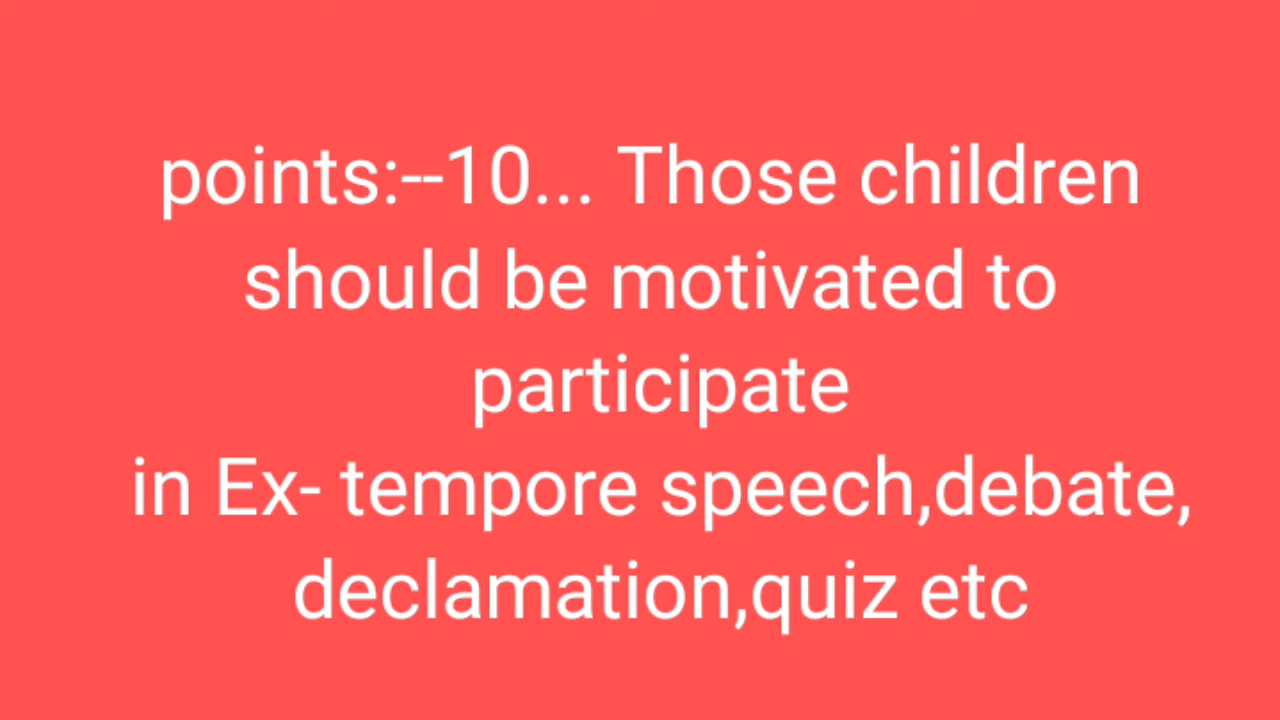 points:--10... Those children
should be motivated to
participate
in Ex- tempore speech,debate,
declamation,quiz etc